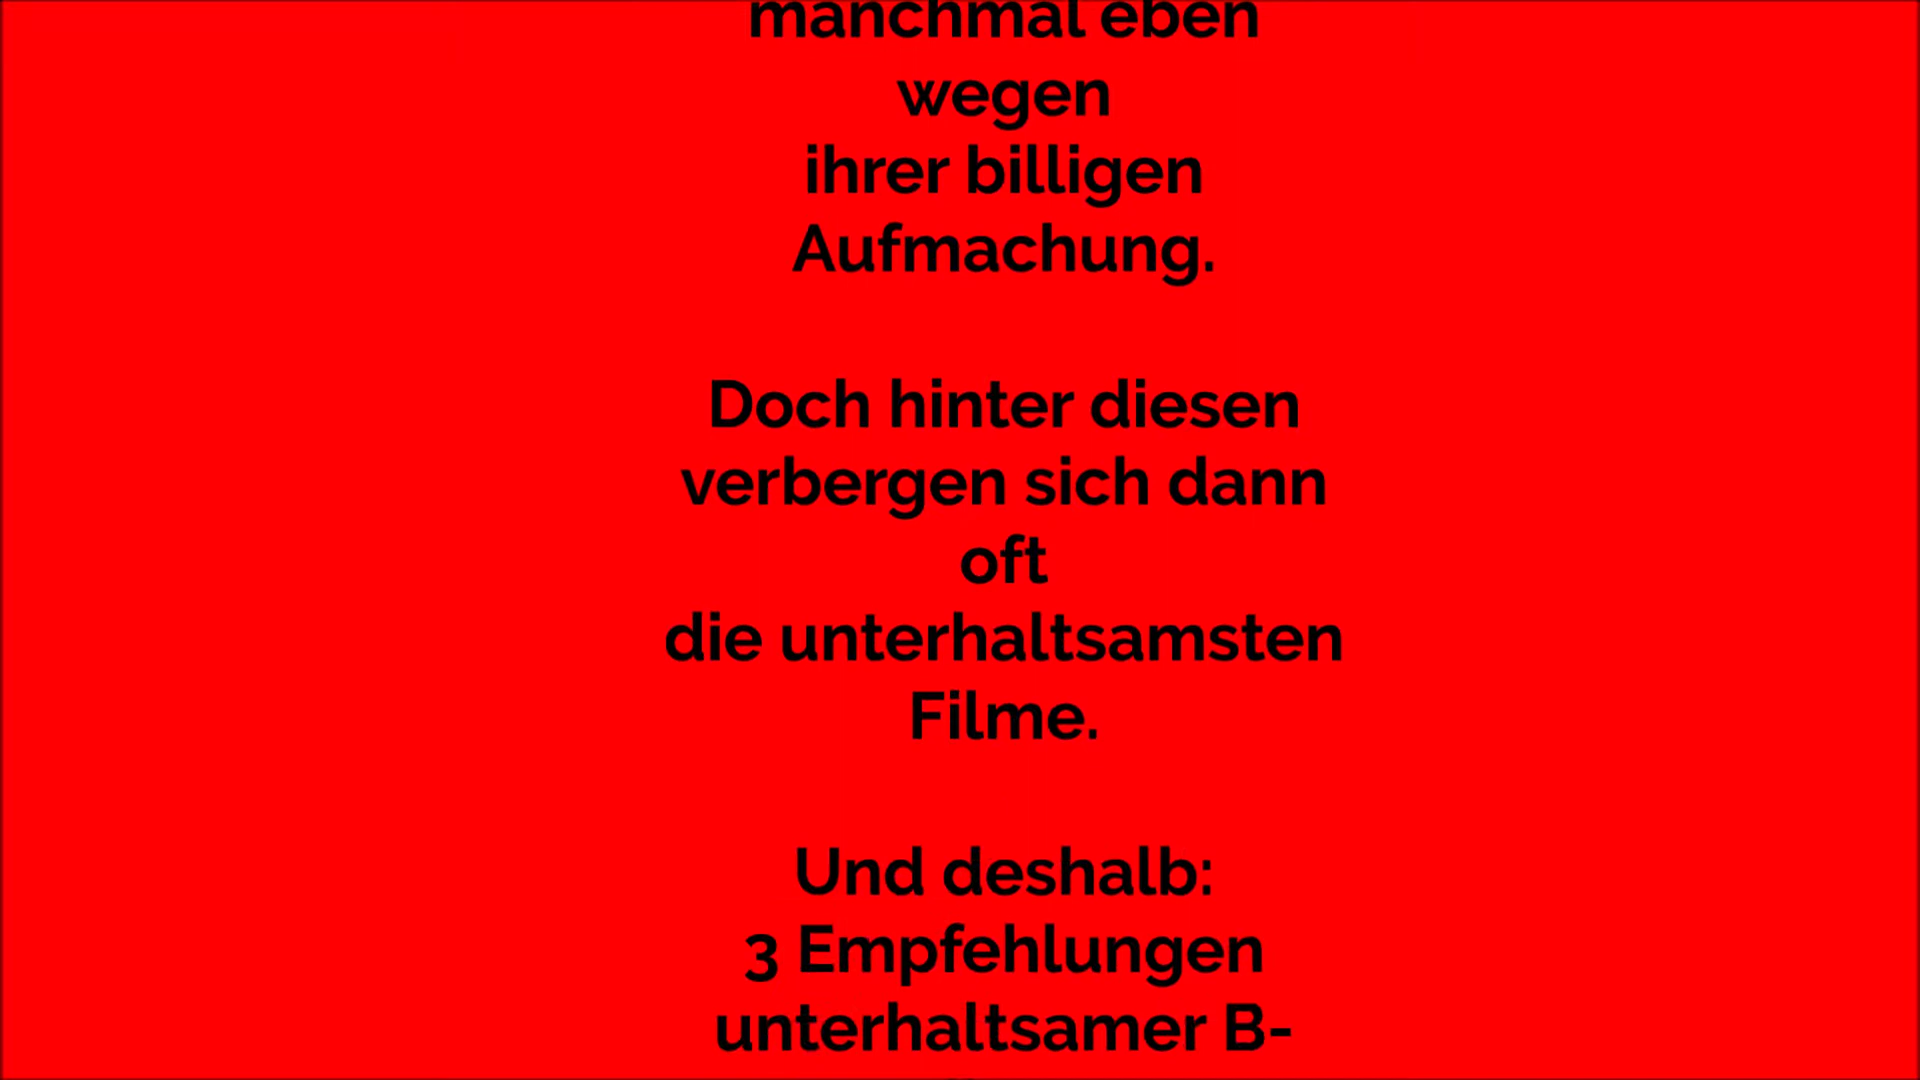 manchmal eben
wegen
ihrer billigen
Aufmachung.
Doch hinter diesen
verbergen sich dann
oft
die unterhaltsamsten
Filme.
Und deshalb:
3 Empfehlungen
unterhaltsamer B-